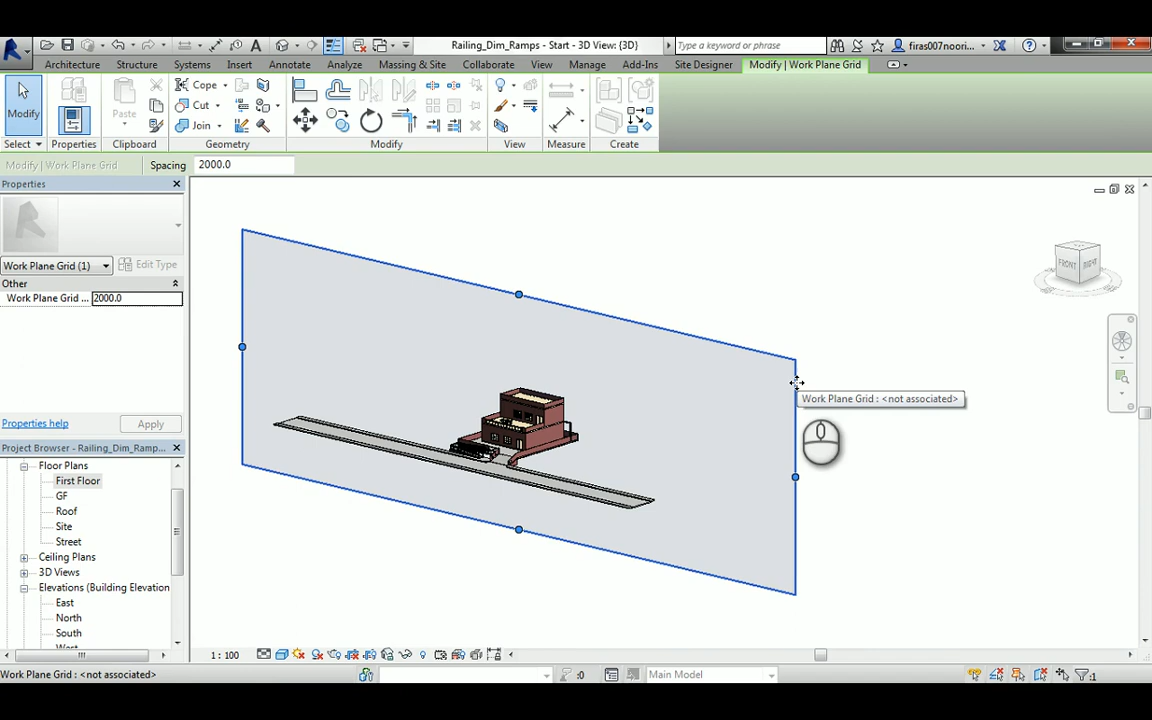 Railing_Dim_Ramps - Start - 3D View: {3D}
Type a keyword or phrase
firas007noori...
Architecture Structure Systems Insert Annotate Analyze Massing & Site Collaborate View Manage Add-Ins Site Designer Modify | Work Plane Grid
Modify
Paste
Cope
Cut
Join
Select Properties Clipboard Geometry Modify View Measure Create
Modify | Work Plane Grid Spacing 2000.0
Properties
Work Plane Grid (1) Edit Type
Other
Work Plane Grid ... 2000.0
Properties help Apply
Project Browser - Railing_Dim_Ramp...
Floor Plans
First Floor
GF
Roof
Site
Street
Ceiling Plans
3D Views
Elevations (Building Elevation
East
North
South
West
FRONT RIGHT
Work Plane Grid : <not associated>
1 : 100
Work Plane Grid : <not associated>
:0
Main Model
:1